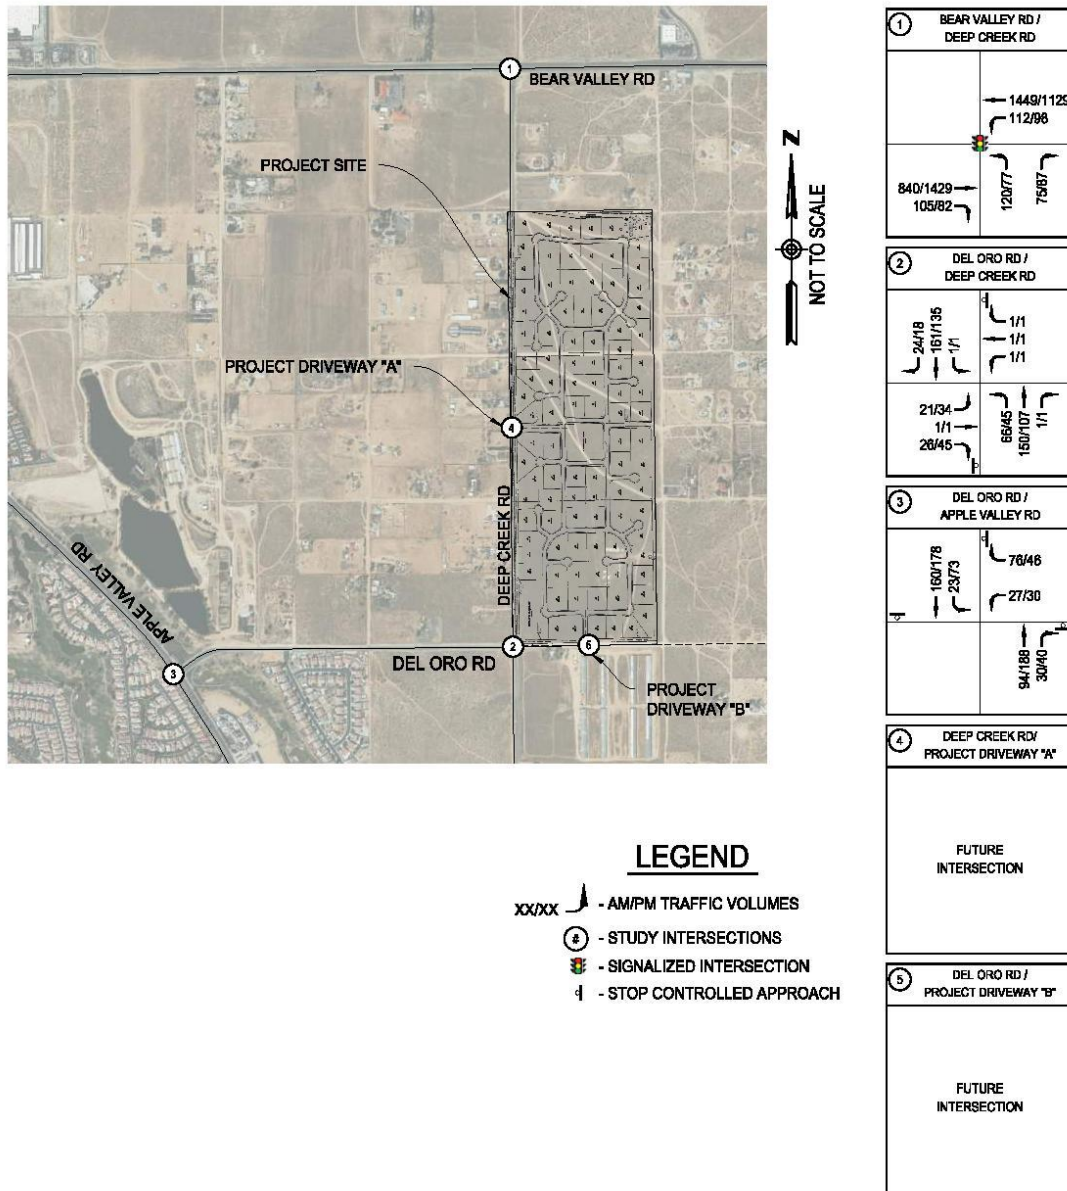 1
BEAR VALLEY RD
PROJECT SITE
PROJECT DRIVEWAY "A"
4
DEEP CREEK RD
APPLE VALLEY RD
3
DEL ORO RD
2
5
PROJECT
DRIVEWAY "B"
N
NOT TO SCALE
LEGEND
XX/XX - AM/PM TRAFFIC VOLUMES
# - STUDY INTERSECTIONS
- SIGNALIZED INTERSECTION
- STOP CONTROLLED APPROACH
1
BEAR VALLEY RD /
DEEP CREEK RD
1449/1129
112/98
840/1429
105/82
120/77
75/87
2
DEL ORO RD /
DEEP CREEK RD
24/18
161/135
1/1
1/1
1/1
1/1
21/34
1/1
26/45
66/45
150/107
1/1
3
DEL ORO RD /
APPLE VALLEY RD
160/178
23/73
76/46
27/30
94/188
30/40
4
DEEP CREEK RD/
PROJECT DRIVEWAY "A"
FUTURE
INTERSECTION
5
DEL ORO RD /
PROJECT DRIVEWAY "B"
FUTURE
INTERSECTION